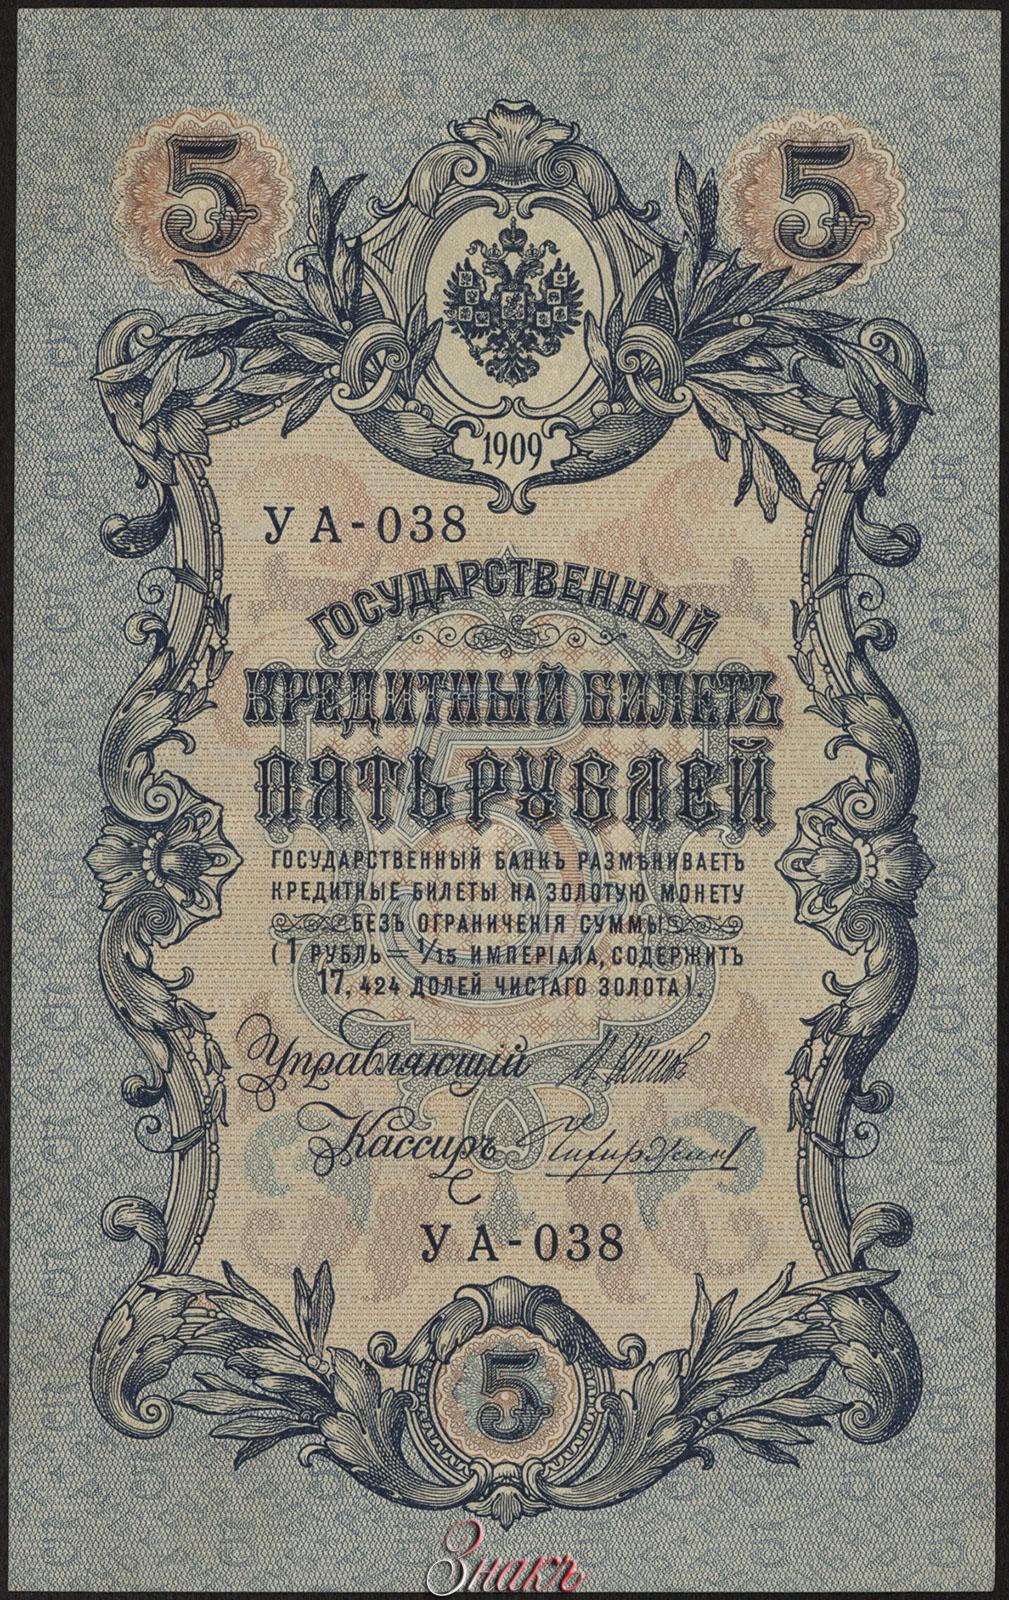 5 5
1909
УА-038
ГОСУДАРСТВЕННЫЙ
КРЕДИТНЫЙ БИЛЕТЪ
ПЯТЬ РУБЛЕЙ
ГОСУДАРСТВЕННЫЙ БАНКЪ РАЗМѢНИВАЕТЪ
КРЕДИТНЫЕ БИЛЕТЫ НА ЗОЛОТУЮ МОНЕТУ
БЕЗЪ ОГРАНИЧЕНІЯ СУММЫ
(1 РУБЛЬ = 1/15 ИМПЕРІАЛА, СОДЕРЖИТЪ
17,424 ДОЛЕЙ ЧИСТАГО ЗОЛОТА).
Управляющій И. Шиповъ
Кассиръ
УА-038
5
Знакъ